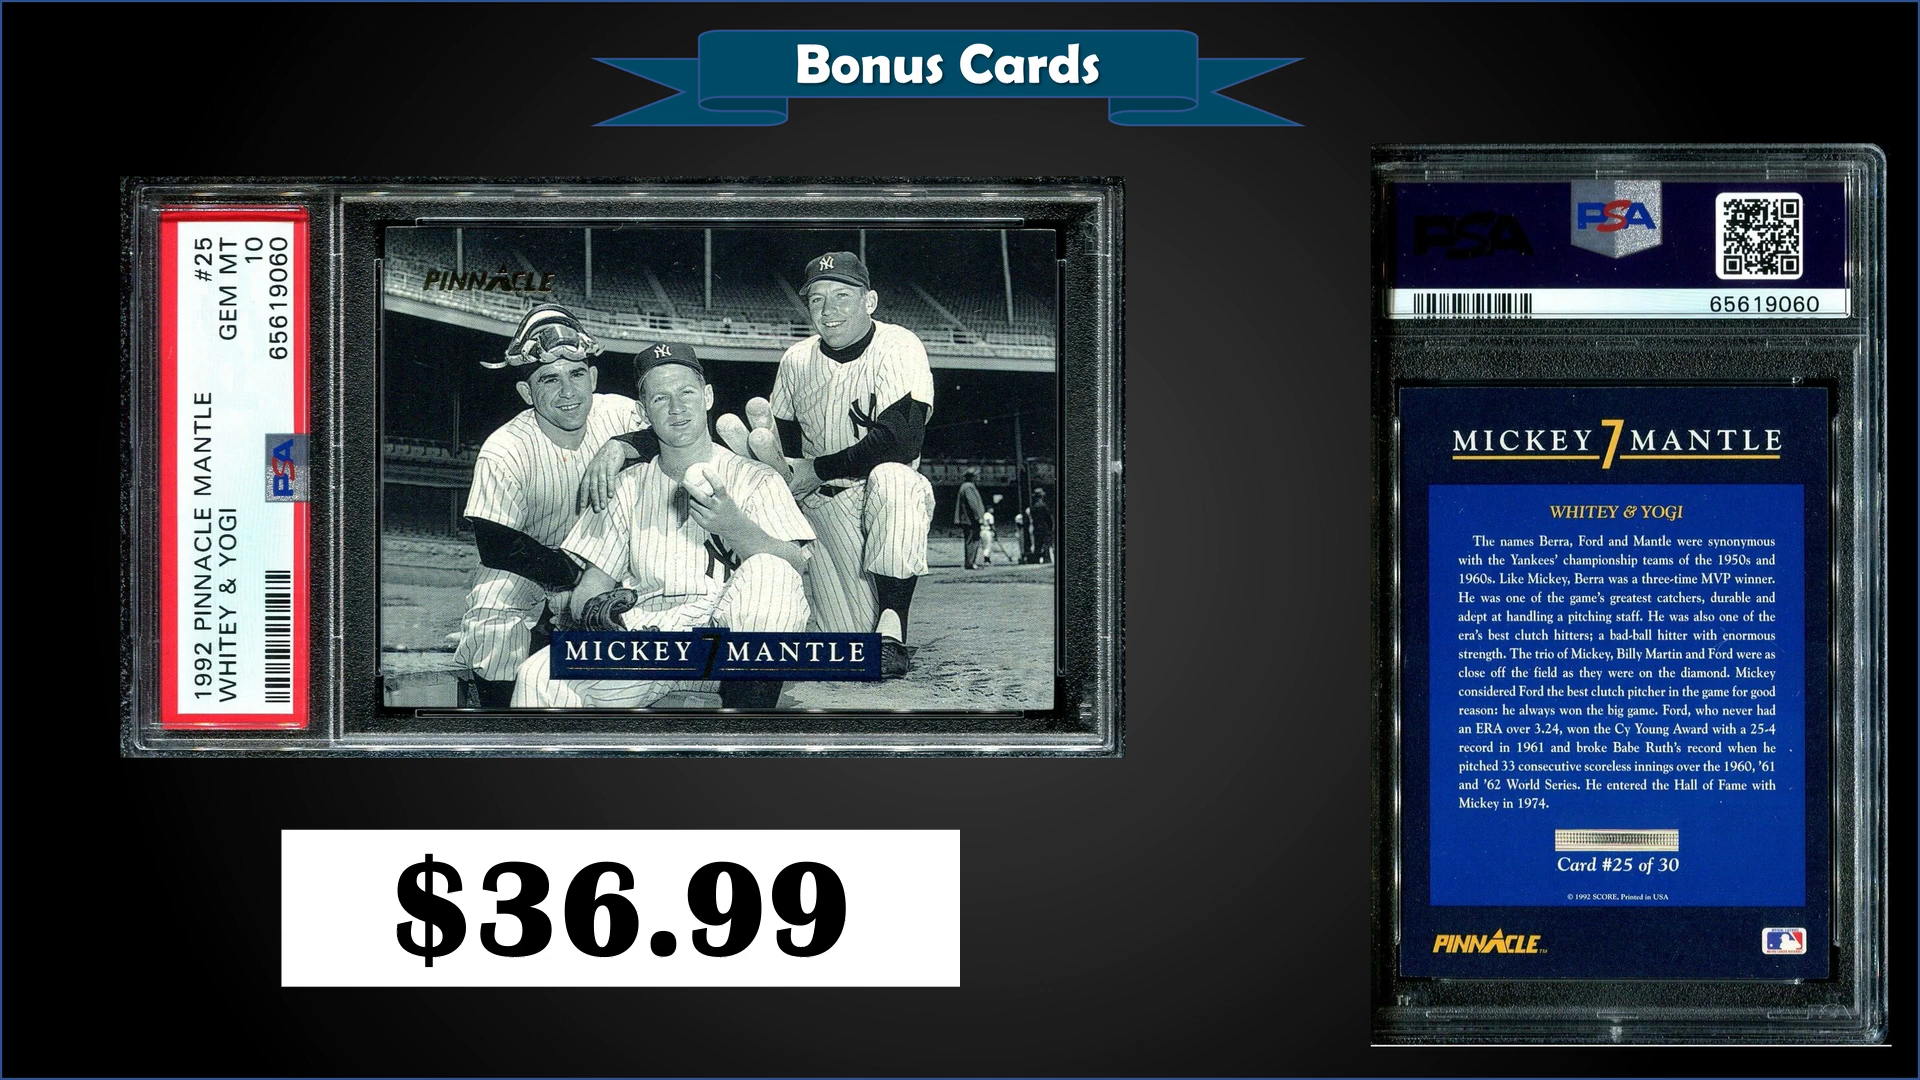 Bonus Cards
1992 PINNACLE MANTLE #25
WHITEY & YOGI GEM MT
10
65619060
PSA
PINNACLE
NY
NY
NY
MICKEY 7 MANTLE
$36.99
PSA
PSA
65619060
MICKEY 7 MANTLE
WHITEY & YOGI
The names Berra, Ford and Mantle were synonymous
with the Yankees' championship teams of the 1950s and
1960s. Like Mickey, Berra was a three-time MVP winner.
He was one of the game's greatest catchers, durable and
adept at handling a pitching staff. He was also one of the
era's best clutch hitters; a bad-ball hitter with enormous
strength. The trio of Mickey, Billy Martin and Ford were as
close off the field as they were on the diamond. Mickey
considered Ford the best clutch pitcher in the game for good
reason: he always won the big game. Ford, who never had
an ERA over 3.24, won the Cy Young Award with a 25-4
record in 1961 and broke Babe Ruth's record when he
pitched 33 consecutive scoreless innings over the 1960, '61
and '62 World Series. He entered the Hall of Fame with
Mickey in 1974.
Card #25 of 30
© 1992 SCORE, Printed in USA
PINNACLE™